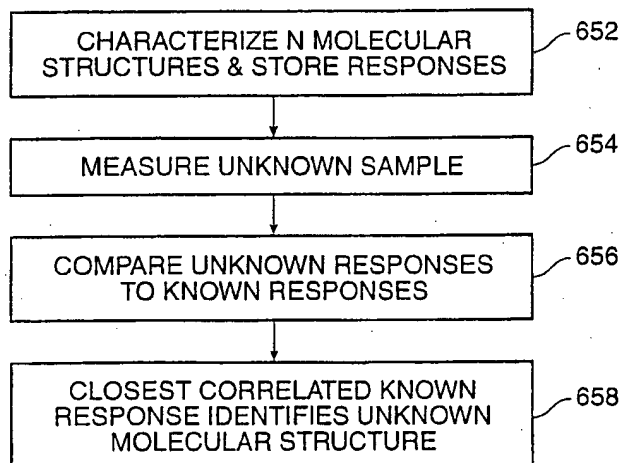 CHARACTERIZE N MOLECULAR
STRUCTURES & STORE RESPONSES
652
MEASURE UNKNOWN SAMPLE
654
COMPARE UNKNOWN RESPONSES
TO KNOWN RESPONSES
656
CLOSEST CORRELATED KNOWN
RESPONSE IDENTIFIES UNKNOWN
MOLECULAR STRUCTURE
658